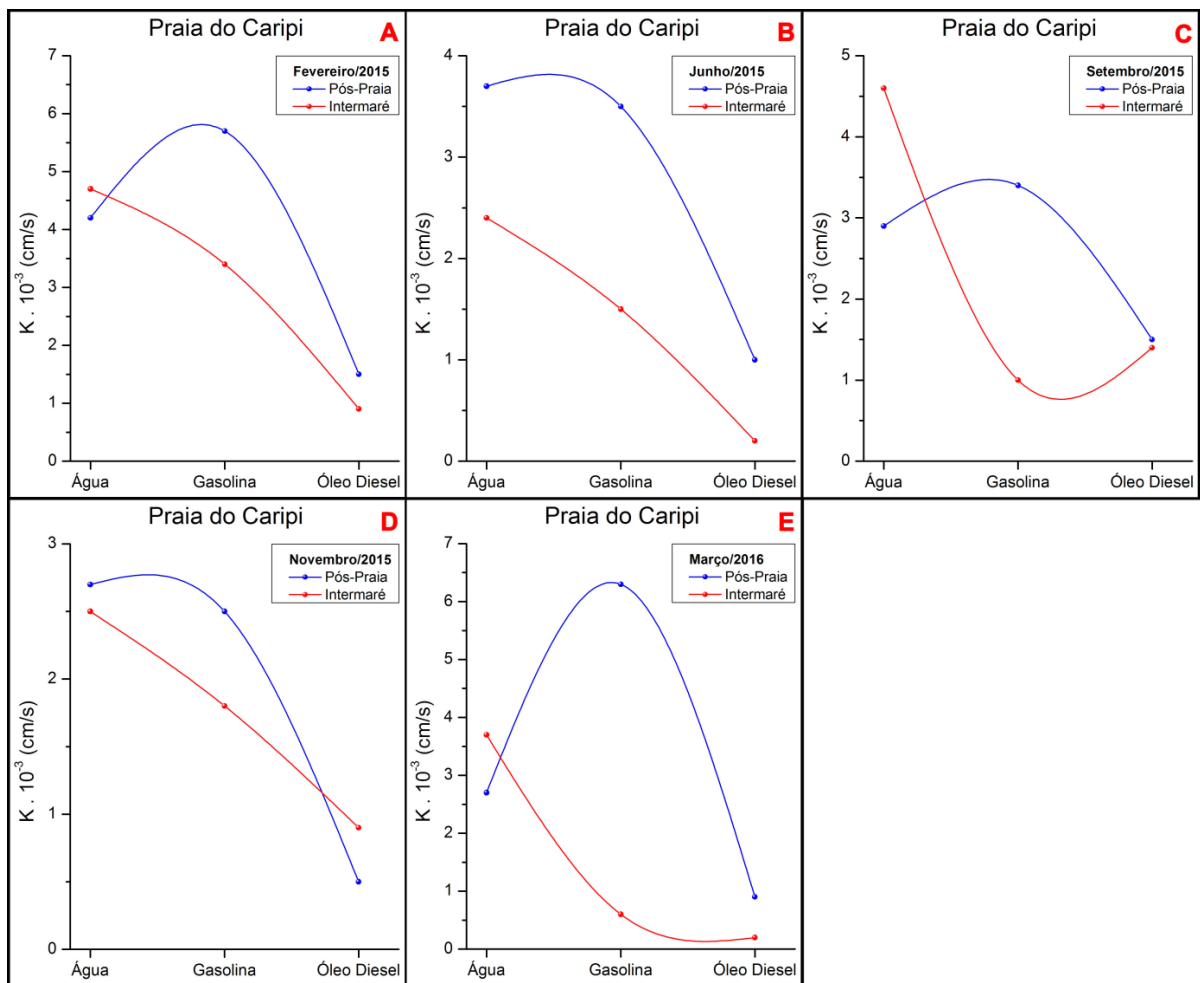 Praia do Caripi
A
Fevereiro/2015
Pós-Praia
Intermaré
K . 10⁻³ (cm/s)
7
6
5
4
3
2
1
0
Água Gasolina Óleo Diesel
Praia do Caripi
B
Junho/2015
Pós-Praia
Intermaré
K . 10⁻³ (cm/s)
4
3
2
1
0
Água Gasolina Óleo Diesel
Praia do Caripi
C
Setembro/2015
Pós-Praia
Intermaré
K . 10⁻³ (cm/s)
5
4
3
2
1
0
Água Gasolina Óleo Diesel
Praia do Caripi
D
Novembro/2015
Pós-Praia
Intermaré
K . 10⁻³ (cm/s)
3
2
1
0
Água Gasolina Óleo Diesel
Praia do Caripi
E
Março/2016
Pós-Praia
Intermaré
K . 10⁻³ (cm/s)
7
6
5
4
3
2
1
0
Água Gasolina Óleo Diesel